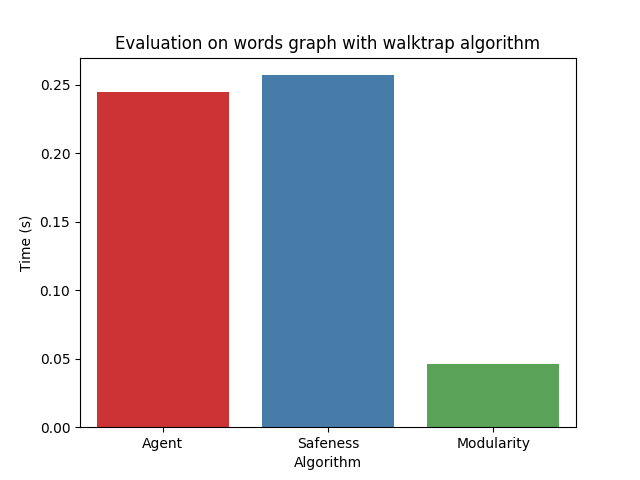 Evaluation on words graph with walktrap algorithm
0.25
0.20
0.15
0.10
0.05
0.00
Time (s)
Agent
Safeness
Modularity
Algorithm